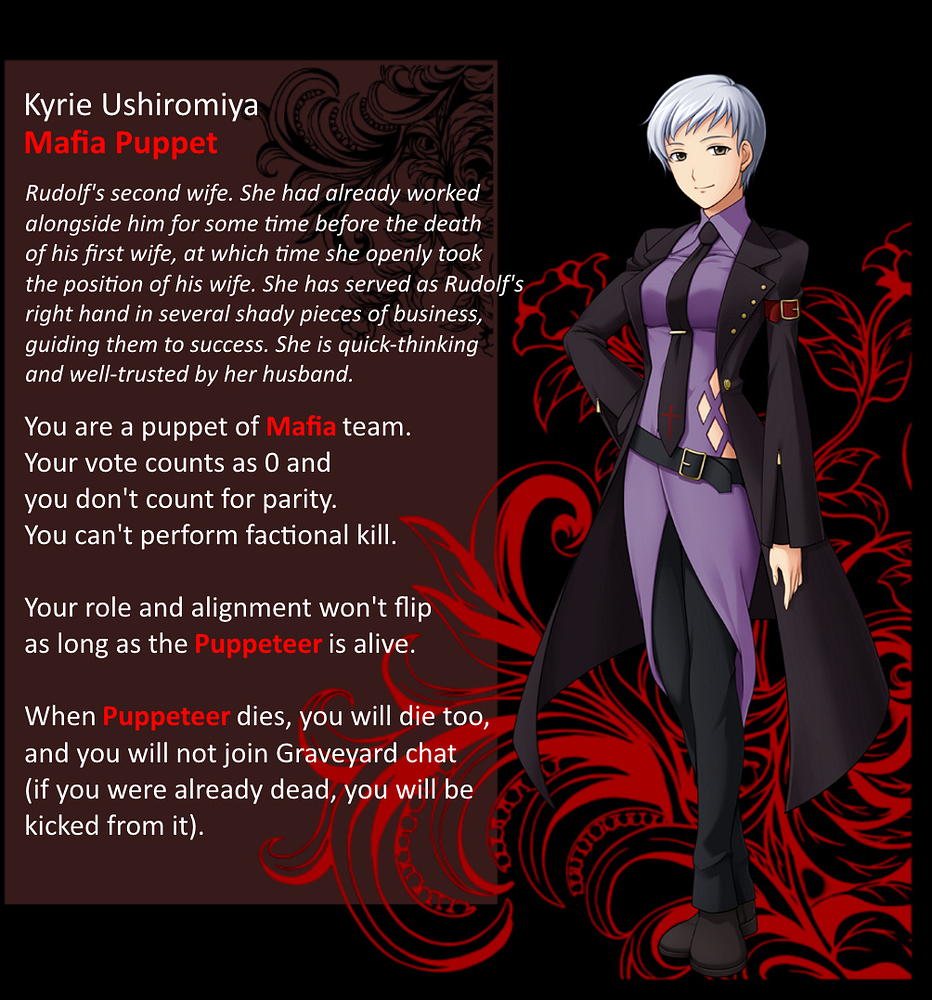 Kyrie Ushiromiya
Mafia Puppet
Rudolf's second wife. She had already worked
alongside him for some time before the death
of his first wife, at which time she openly took
the position of his wife. She has served as Rudolf's
right hand in several shady pieces of business,
guiding them to success. She is quick-thinking
and well-trusted by her husband.
You are a puppet of Mafia team.
Your vote counts as 0 and
you don't count for parity.
You can't perform factional kill.
Your role and alignment won't flip
as long as the Puppeteer is alive.
When Puppeteer dies, you will die too,
and you will not join Graveyard chat
(if you were already dead, you will be
kicked from it).